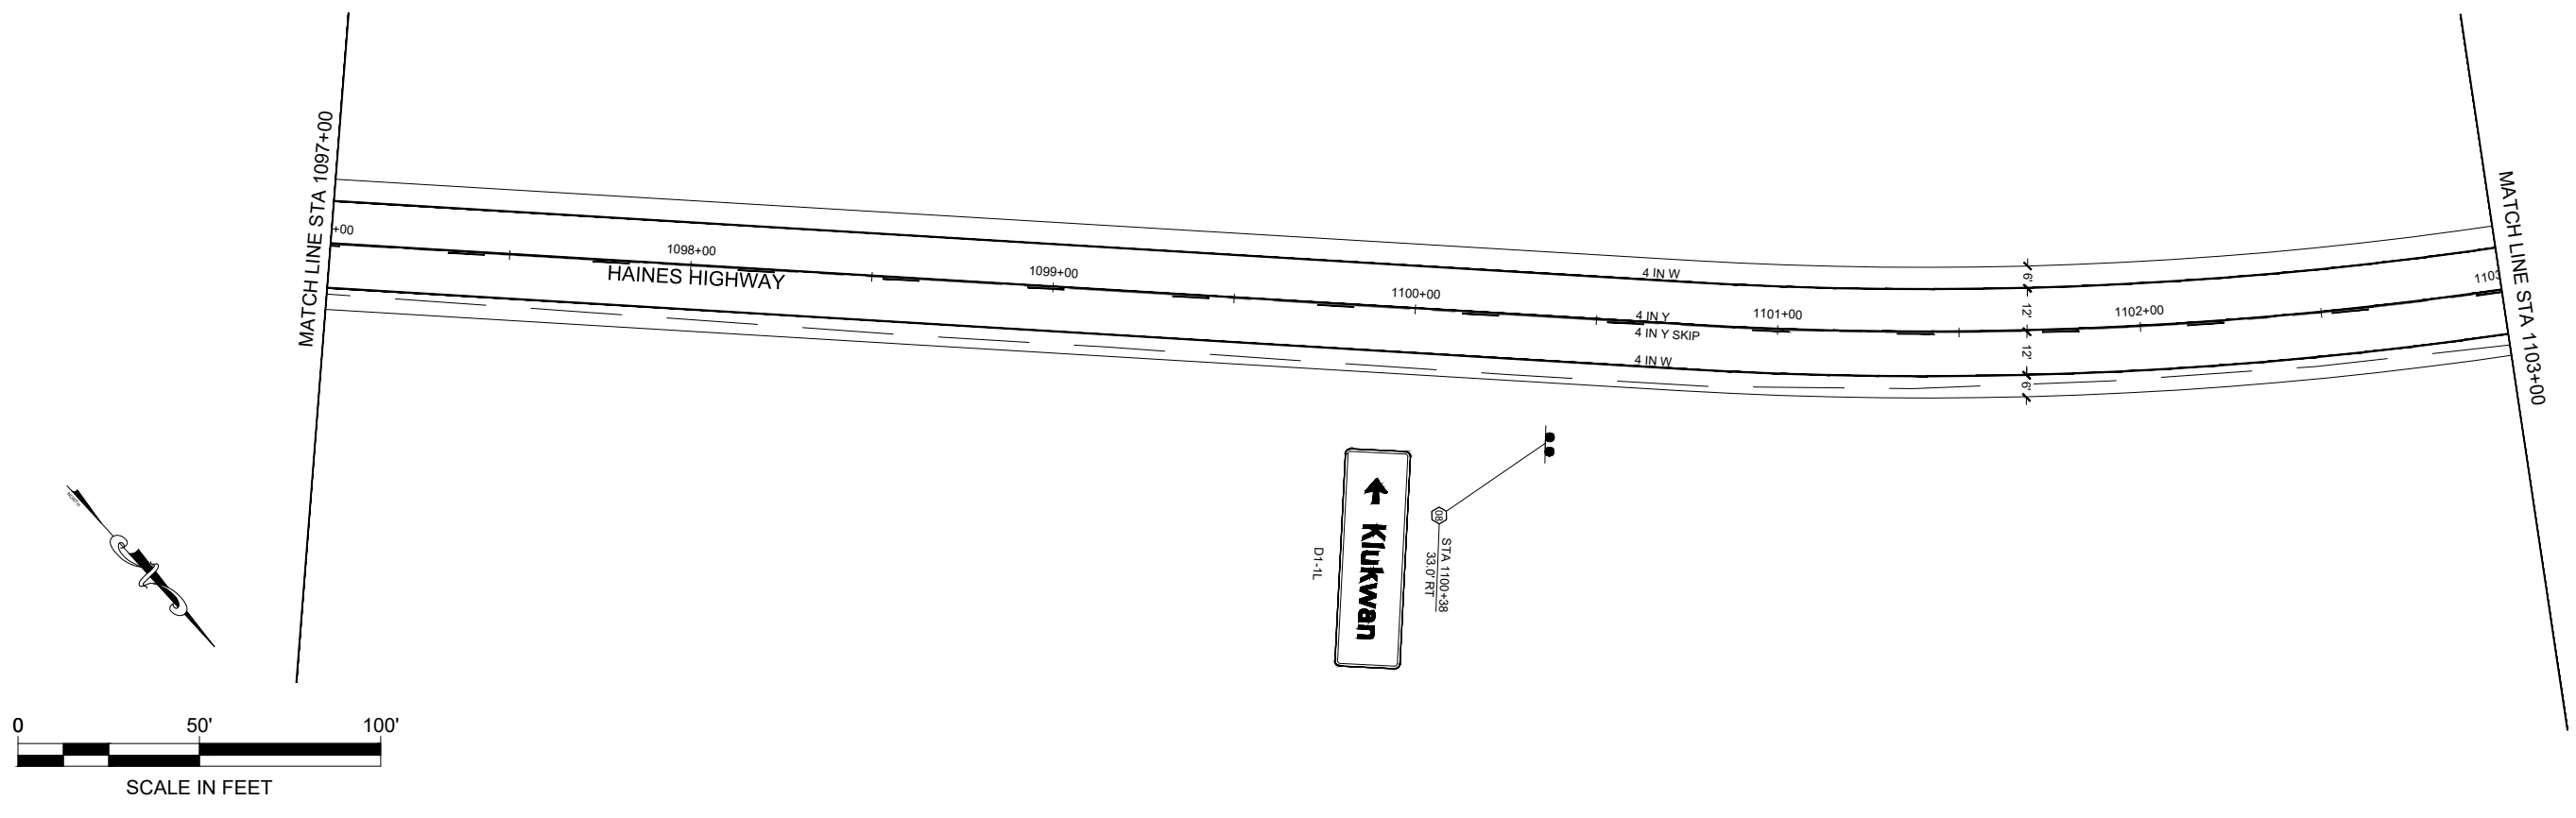 MATCH LINE STA 1097+00
+00
1098+00
HAINES HIGHWAY
1099+00
1100+00
4 IN W
4 IN Y
4 IN Y SKIP
4 IN W
1101+00
6'
12'
12'
6'
1102+00
1103
MATCH LINE STA 1103+00
D1-1L
Klukwan
08
STA 1100+38
33.0' RT
NORTH
0
50'
100'
SCALE IN FEET